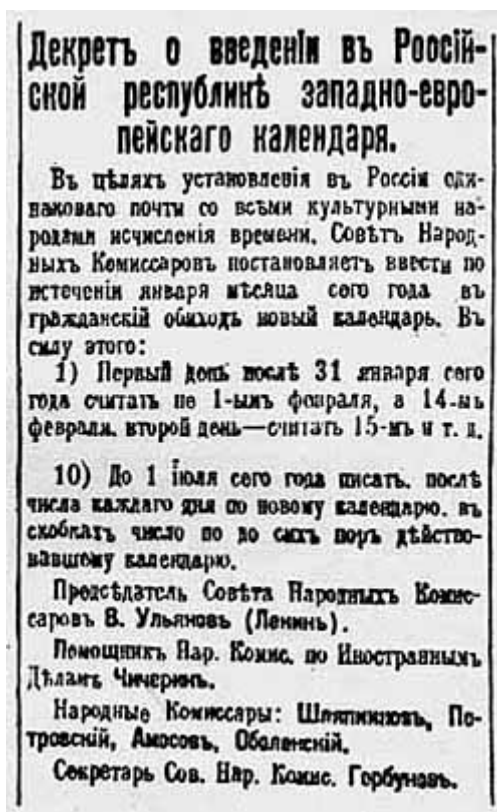 Декретъ о введеніи въ Россій-
ской республикѣ западно-евро-
пейскаго календаря.
Въ цѣляхъ установленія въ Россіи оди-
наковаго почти со всѣми культурными на-
родами исчисленія времени, Совѣтъ Народ-
ныхъ Комиссаровъ постановляетъ ввести по
истеченіи января мѣсяца сего года въ
гражданскій обиходъ новый календарь. Въ
силу этого:
1) Первый день послѣ 31 января сего
года считать не 1-ымъ февраля, а 14-мъ
февраля, второй день—считать 15-мъ и т. д.
10) До 1 іюля сего года писать, послѣ
числа каждаго дня по новому календарю, въ
скобкахъ число по до сихъ поръ дѣйство-
вавшему календарю.
Предсѣдатель Совѣта Народныхъ Комис-
саровъ В. Ульяновъ (Ленинъ).
Помощникъ Нар. Комис. по Иностраннымъ
Дѣламъ Чичеринъ.
Народные Комиссары: Шляпниковъ, Пе-
тровскій, Амосовъ, Оболенскій.
Секретарь Сов. Нар. Комис. Горбуновъ.